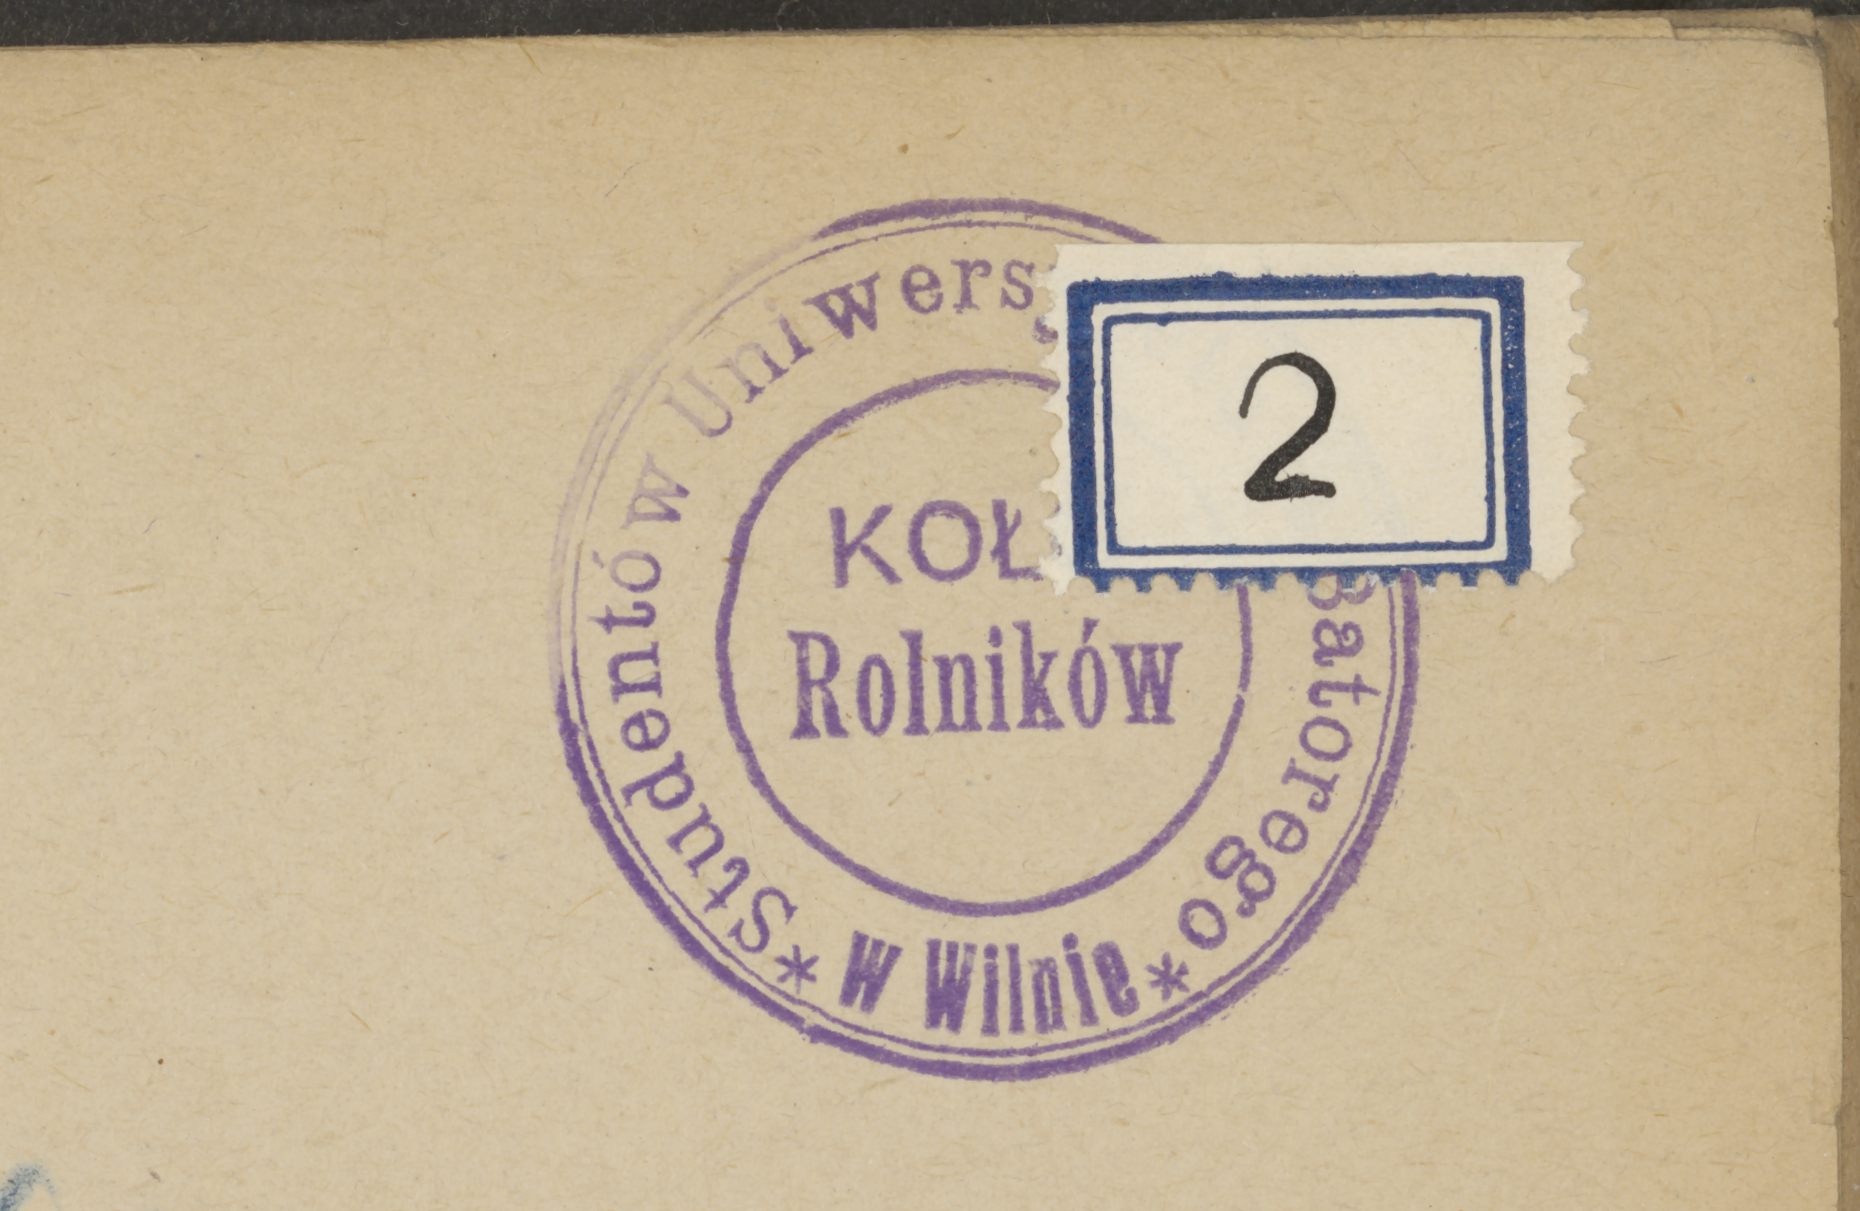 Studentów Uniwers
Batorego
KOŁ
Rolników
* W Wilnie *
2